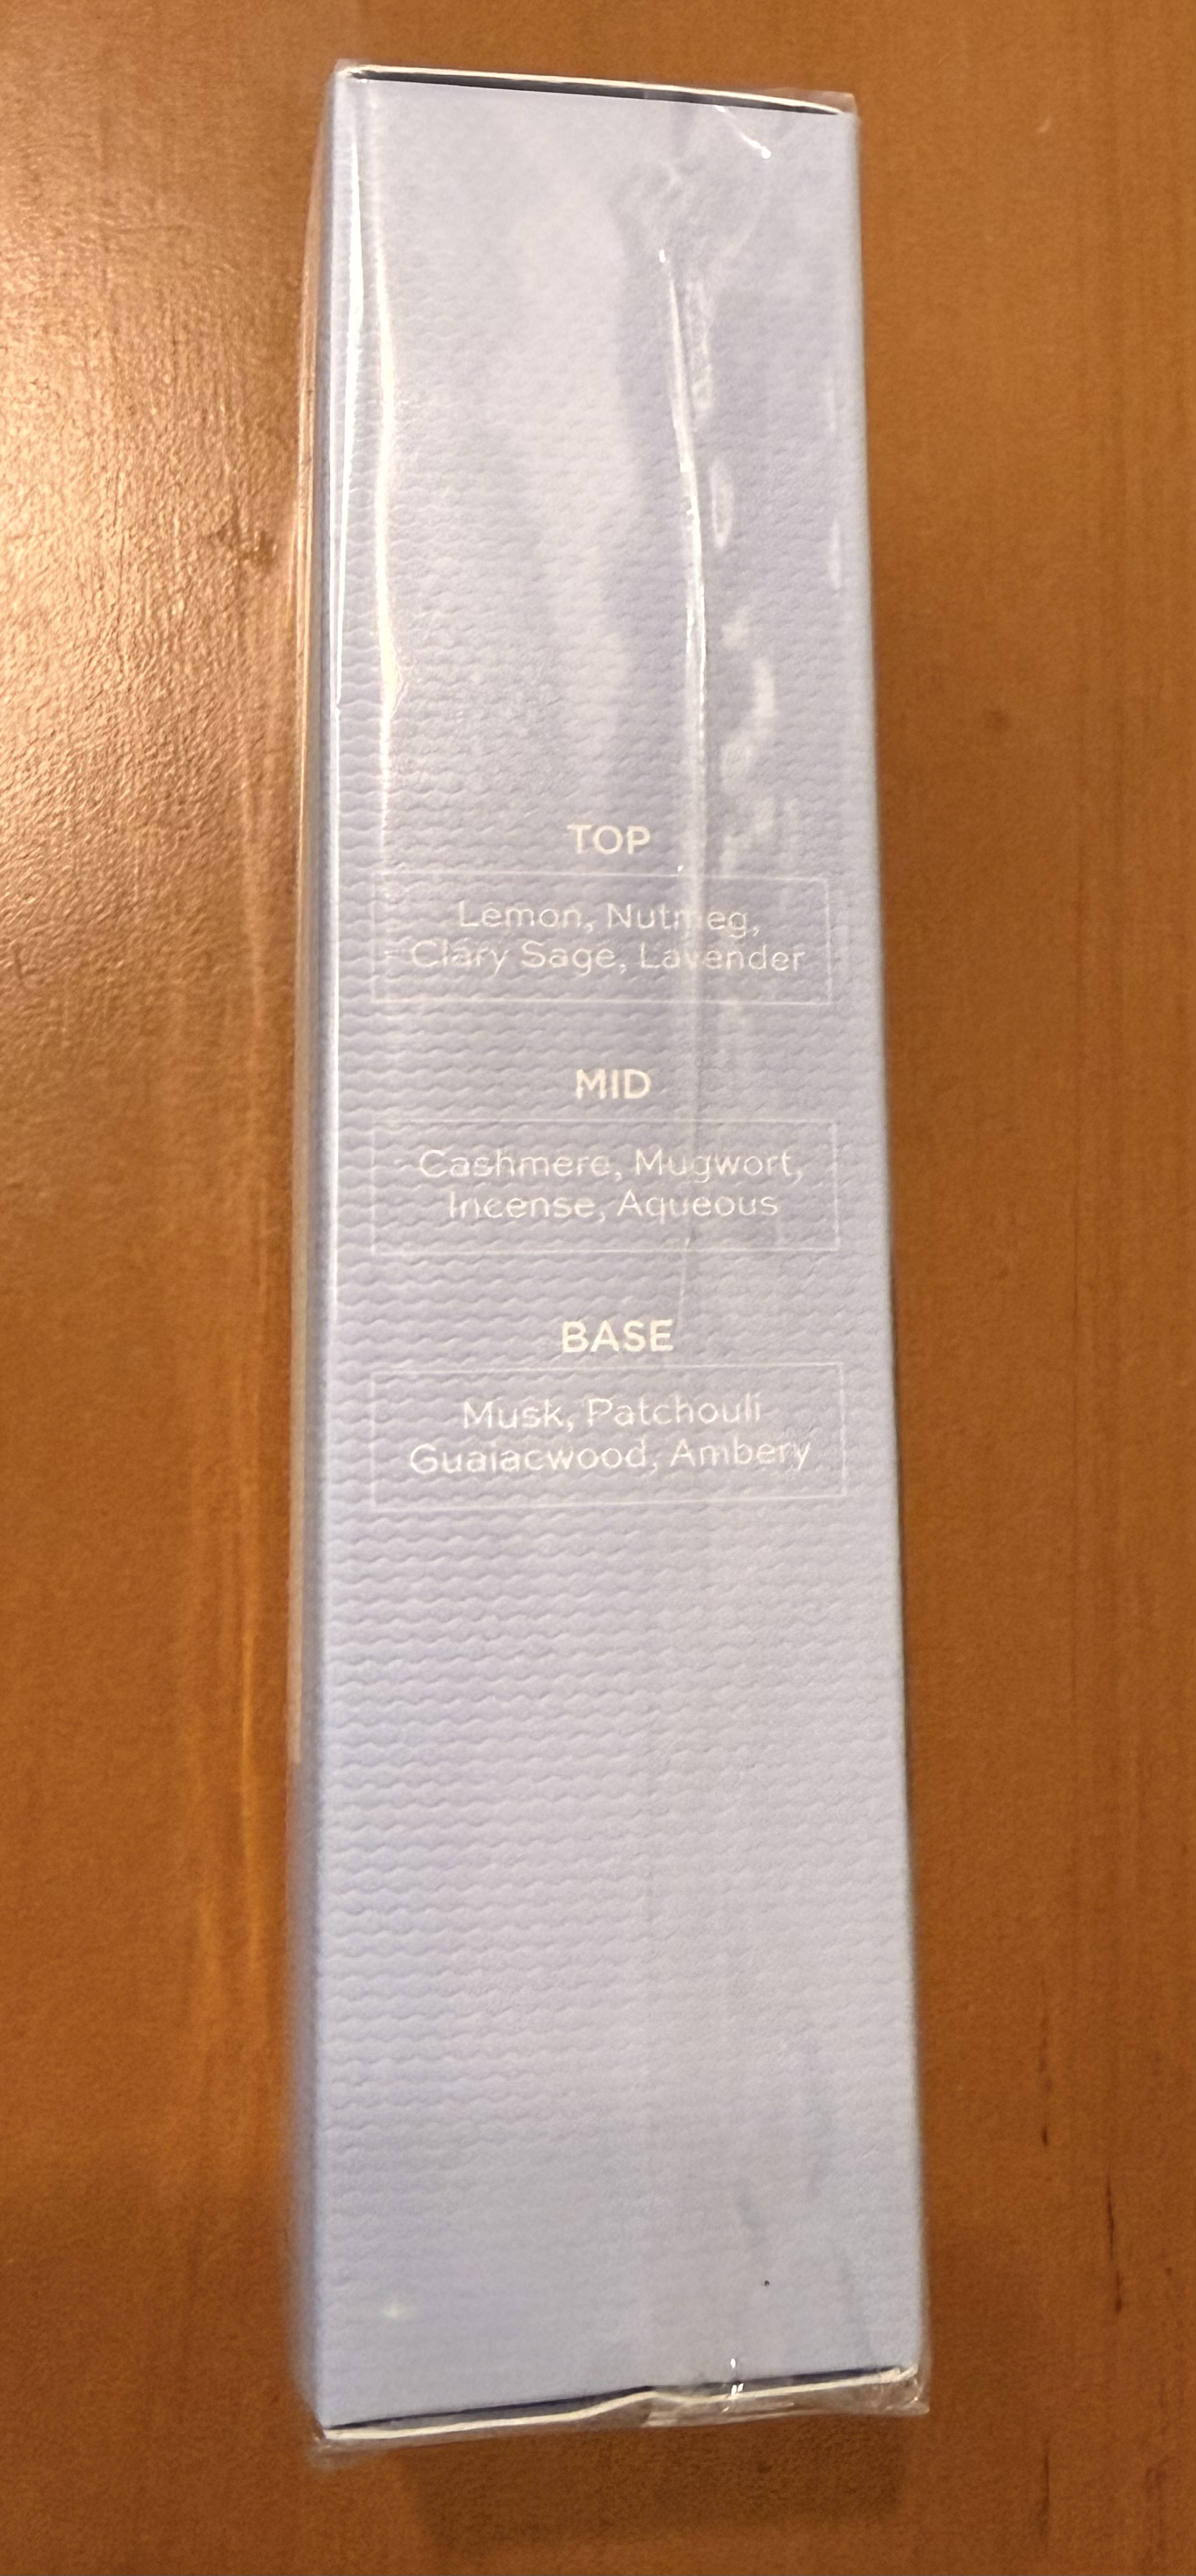 TOP
Lemon, Nutmeg,
Clary Sage, Lavender
MID
Cashmere, Mugwort,
Incense, Aqueous
BASE
Musk, Patchouli
Guaiacwood, Ambery